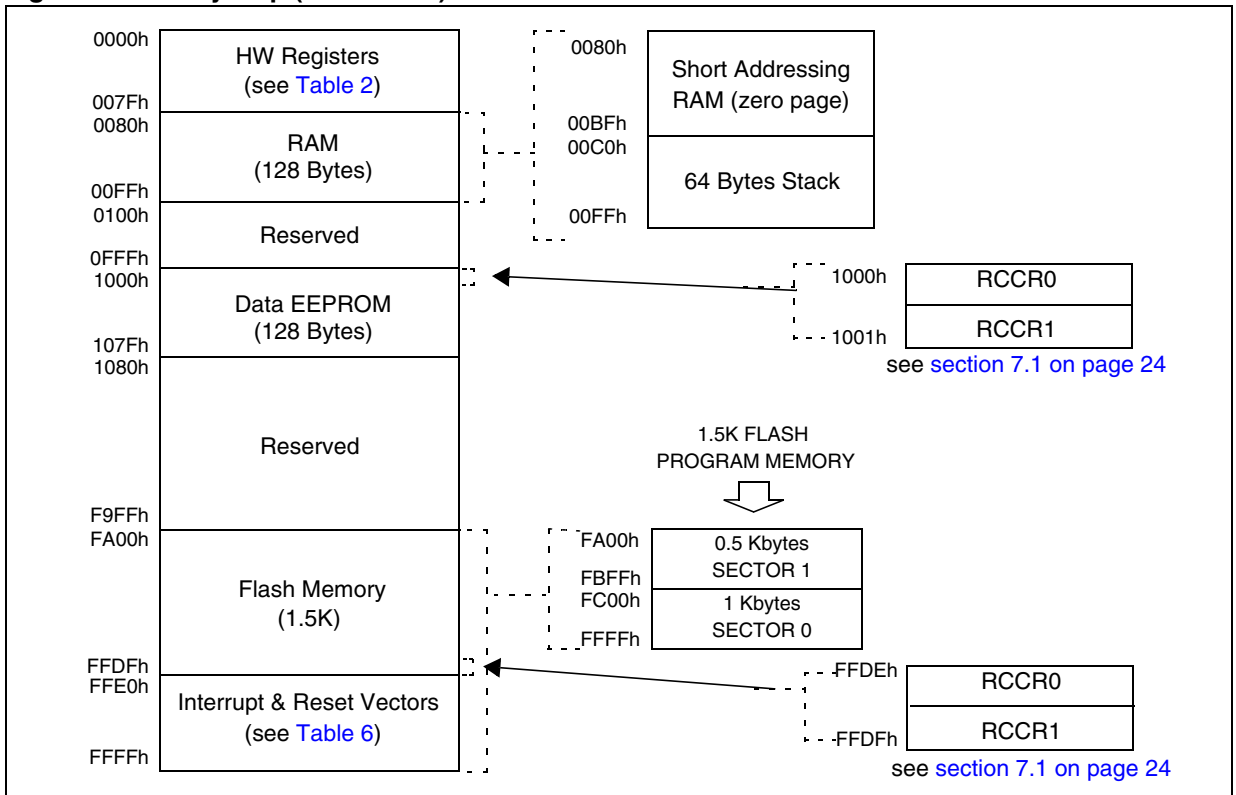 0000h
HW Registers
(see Table 2)
007Fh
0080h
RAM
(128 Bytes)
00FFh
0100h
Reserved
0FFFh
1000h
Data EEPROM
(128 Bytes)
107Fh
1080h
Reserved
F9FFh
FA00h
Flash Memory
(1.5K)
FFDFh
FFE0h
Interrupt & Reset Vectors
(see Table 6)
FFFFh
0080h
Short Addressing
RAM (zero page)
00BFh
00C0h
64 Bytes Stack
00FFh
1000h
RCCR0
RCCR1
1001h
see section 7.1 on page 24
1.5K FLASH
PROGRAM MEMORY
FA00h
0.5 Kbytes
SECTOR 1
FBFFh
FC00h
1 Kbytes
SECTOR 0
FFFFh
FFDEh
RCCR0
RCCR1
FFDFh
see section 7.1 on page 24